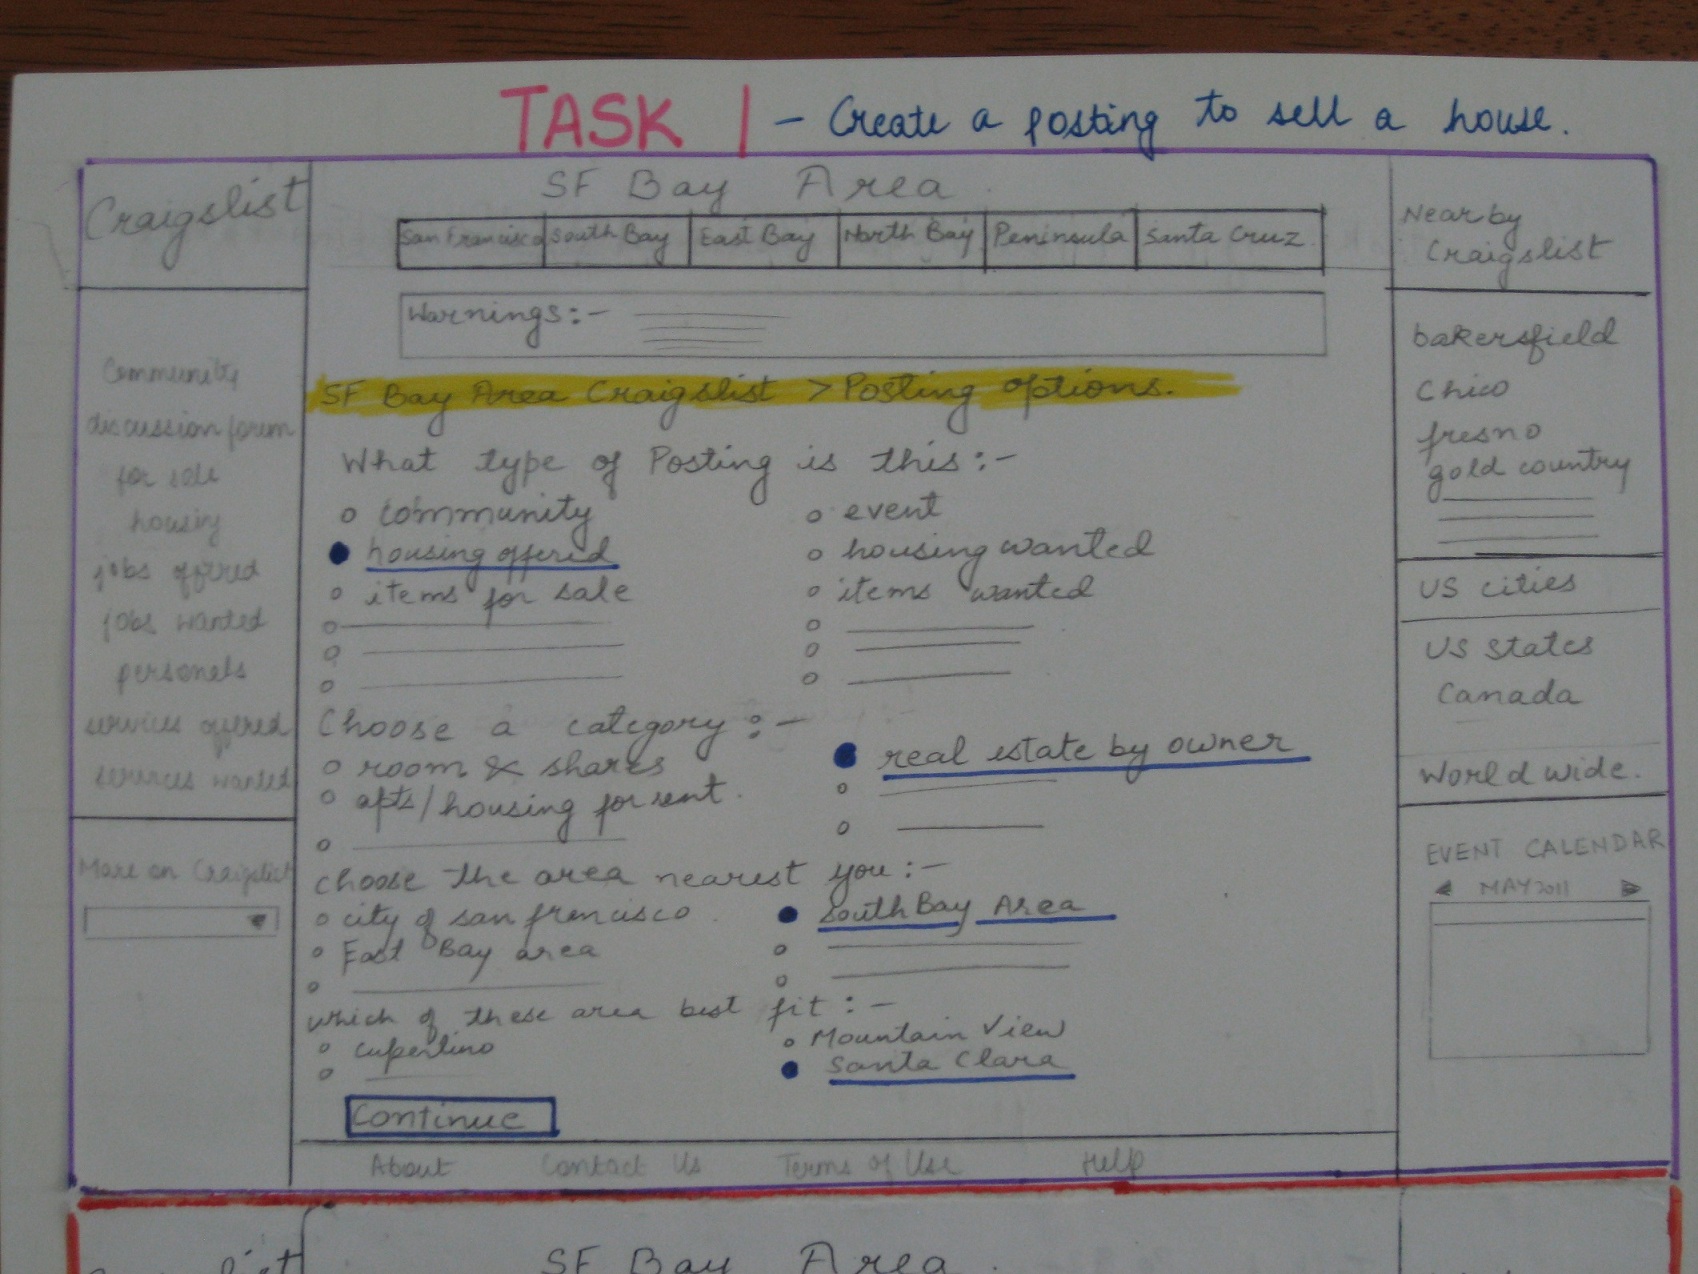 TASK 1 - Create a posting to sell a house.
Craigslist
SF Bay Area
San Francisco South Bay East Bay North Bay Peninsula Santa Cruz
Warnings:-
SF Bay Area Craigslist > Posting options.
What type of Posting is this:-
community
event
housing offered
housing wanted
items for sale
items wanted
Choose a category:-
room & shares
real estate by owner
apts/housing for rent.
choose the area nearest you:-
city of san francisco
South Bay Area
East Bay area
which of these area best fit:-
Cupertino
Mountain View
Santa Clara
Continue
About Contact Us Terms of Use Help
Community
discussion forum
for sale
housing
jobs offered
jobs wanted
personals
services offered
services wanted
More on Craigslist
Nearby
Craigslist
bakersfield
Chico
fresno
gold country
US cities
US States
Canada
World wide.
EVENT CALENDAR
MAY 2011
SF Bay Area